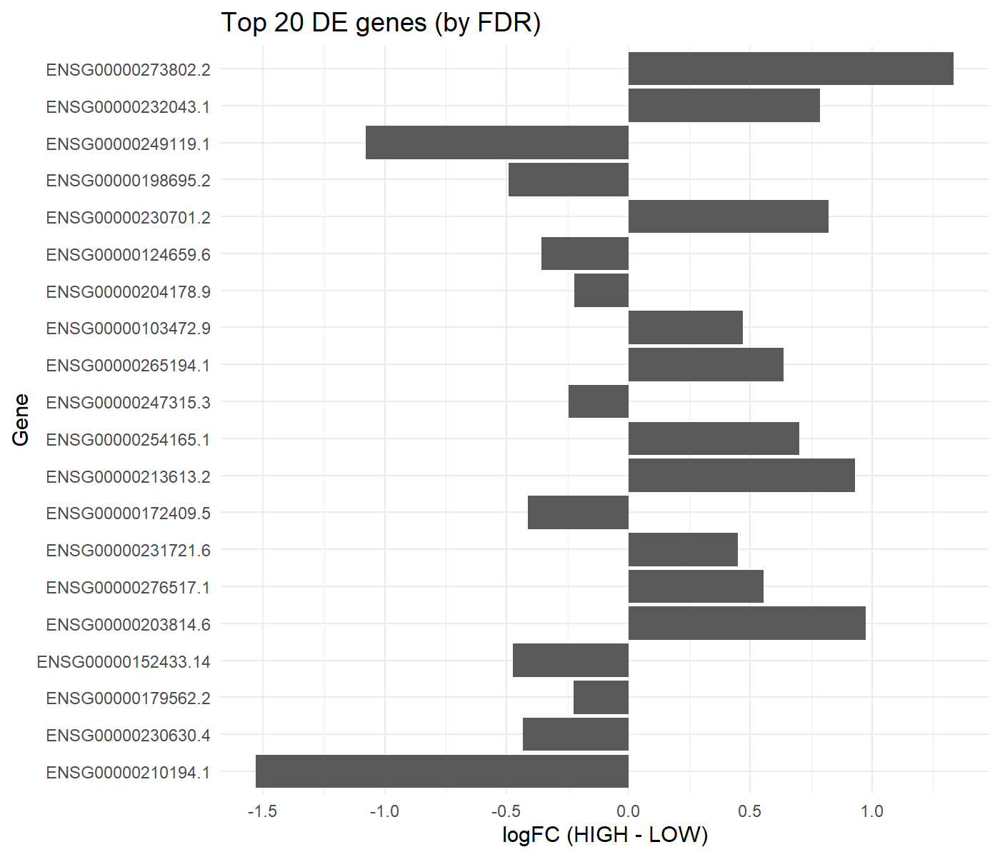 Top 20 DE genes (by FDR)
ENSG00000273802.2
ENSG00000232043.1
ENSG00000249119.1
ENSG00000198695.2
ENSG00000230701.2
ENSG00000124659.6
ENSG00000204178.9
ENSG00000103472.9
ENSG00000265194.1
ENSG00000247315.3
ENSG00000254165.1
ENSG00000213613.2
ENSG00000172409.5
ENSG00000231721.6
ENSG00000276517.1
ENSG00000203814.6
ENSG00000152433.14
ENSG00000179562.2
ENSG00000230630.4
ENSG00000210194.1
Gene
-1.5 -1.0 -0.5 0.0 0.5 1.0
logFC (HIGH - LOW)